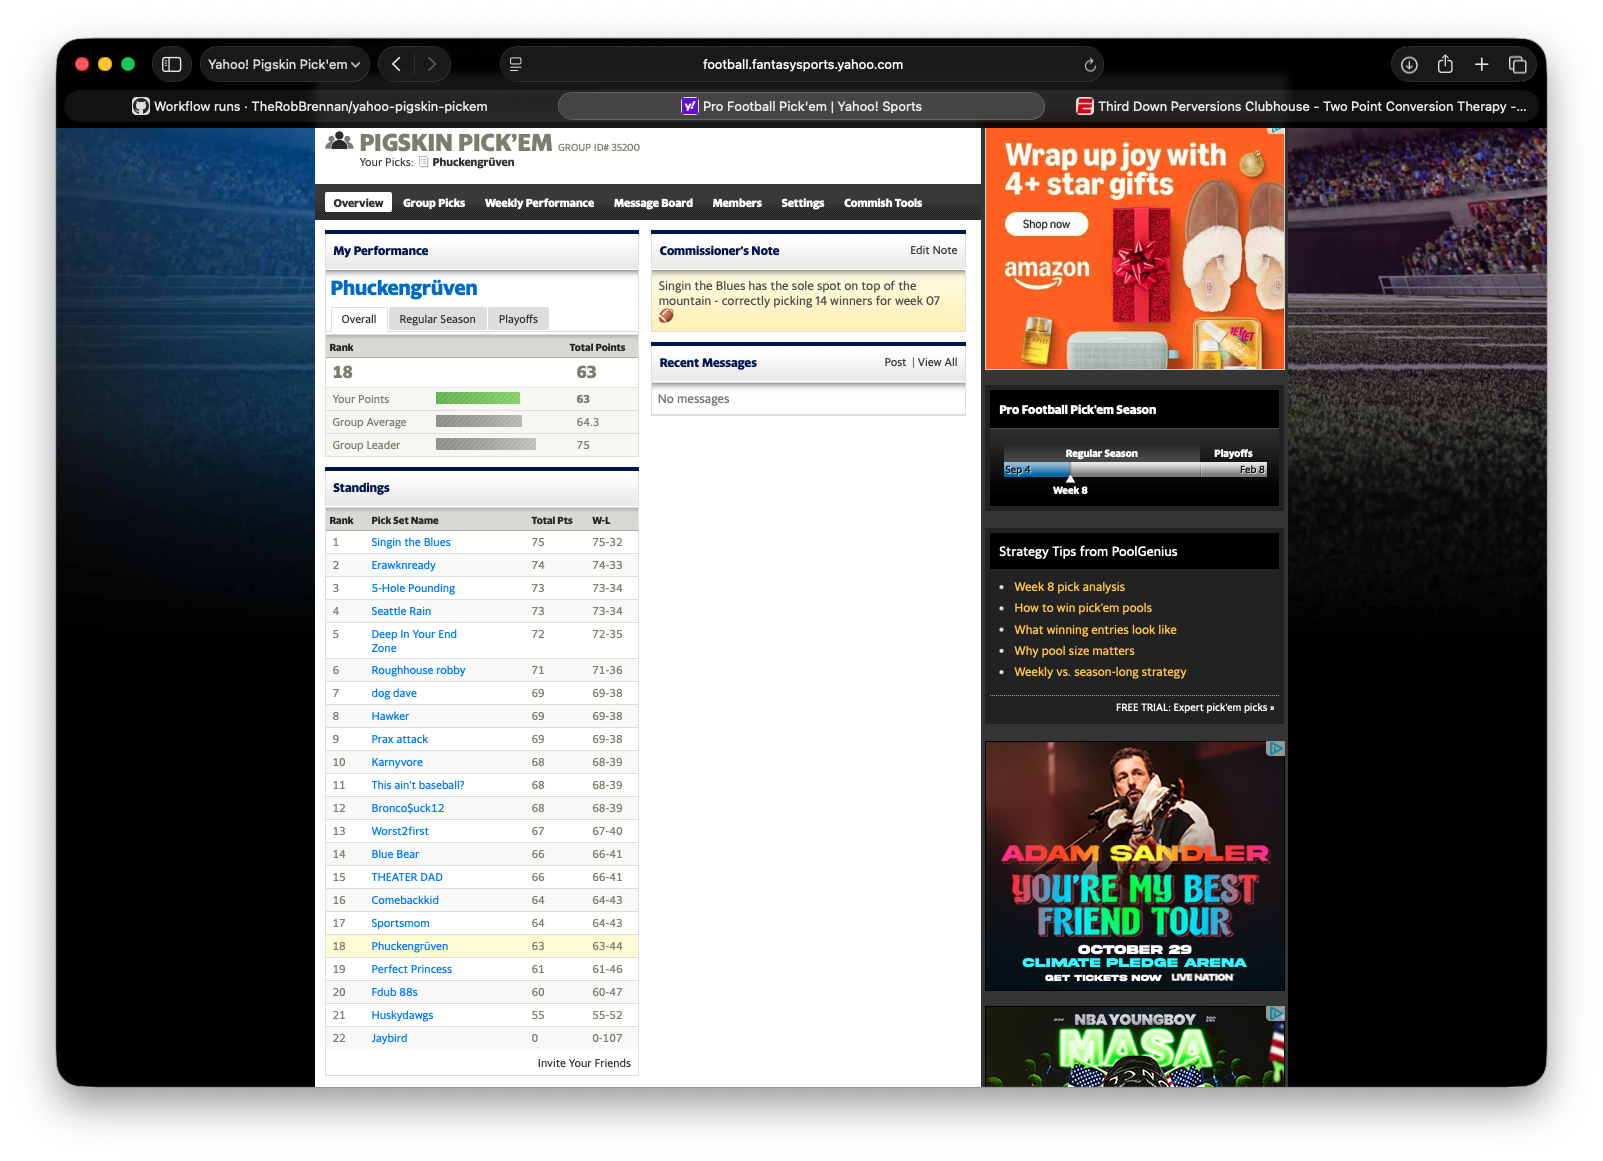 Yahoo! Pigskin Pick'em
football.fantasysports.yahoo.com
Workflow runs · TheRobBrennan/yahoo-pigskin-pickem
Pro Football Pick'em | Yahoo! Sports
Third Down Perversions Clubhouse - Two Point Conversion Therapy -...
PIGSKIN PICK'EM GROUP ID# 35200
Your Picks: Phuckengrüven
Overview Group Picks Weekly Performance Message Board Members Settings Commish Tools
My Performance
Phuckengrüven
Overall Regular Season Playoffs
Rank Total Points
18 63
Your Points 63
Group Average 64.3
Group Leader 75
Standings
Rank Pick Set Name Total Pts W-L
1 Singin the Blues 75 75-32
2 Erawknready 74 74-33
3 5-Hole Pounding 73 73-34
4 Seattle Rain 73 73-34
5 Deep In Your End 72 72-35
Zone
6 Roughhouse robby 71 71-36
7 dog dave 69 69-38
8 Hawker 69 69-38
9 Prax attack 69 69-38
10 Karnyvore 68 68-39
11 This ain't baseball? 68 68-39
12 Bronco$uck12 68 68-39
13 Worst2first 67 67-40
14 Blue Bear 66 66-41
15 THEATER DAD 66 66-41
16 Comebackkid 64 64-43
17 Sportsmom 64 64-43
18 Phuckengrüven 63 63-44
19 Perfect Princess 61 61-46
20 Fdub 88s 60 60-47
21 Huskydawgs 55 55-52
22 Jaybird 0 0-107
Invite Your Friends
Commissioner's Note Edit Note
Singin the Blues has the sole spot on top of the
mountain - correctly picking 14 winners for week 07
🏈
Recent Messages Post | View All
No messages
Wrap up joy with
4+ star gifts
Shop now
amazon
Pro Football Pick'em Season
Regular Season Playoffs
Sep 4 Feb 8
Week 8
Strategy Tips from PoolGenius
• Week 8 pick analysis
• How to win pick'em pools
• What winning entries look like
• Why pool size matters
• Weekly vs. season-long strategy
FREE TRIAL: Expert pick'em picks »
ADAM SANDLER
YOU'RE MY BEST
FRIEND TOUR
OCTOBER 29
CLIMATE PLEDGE ARENA
GET TICKETS NOW LIVE NATION
NBA YOUNGBOY
MASA